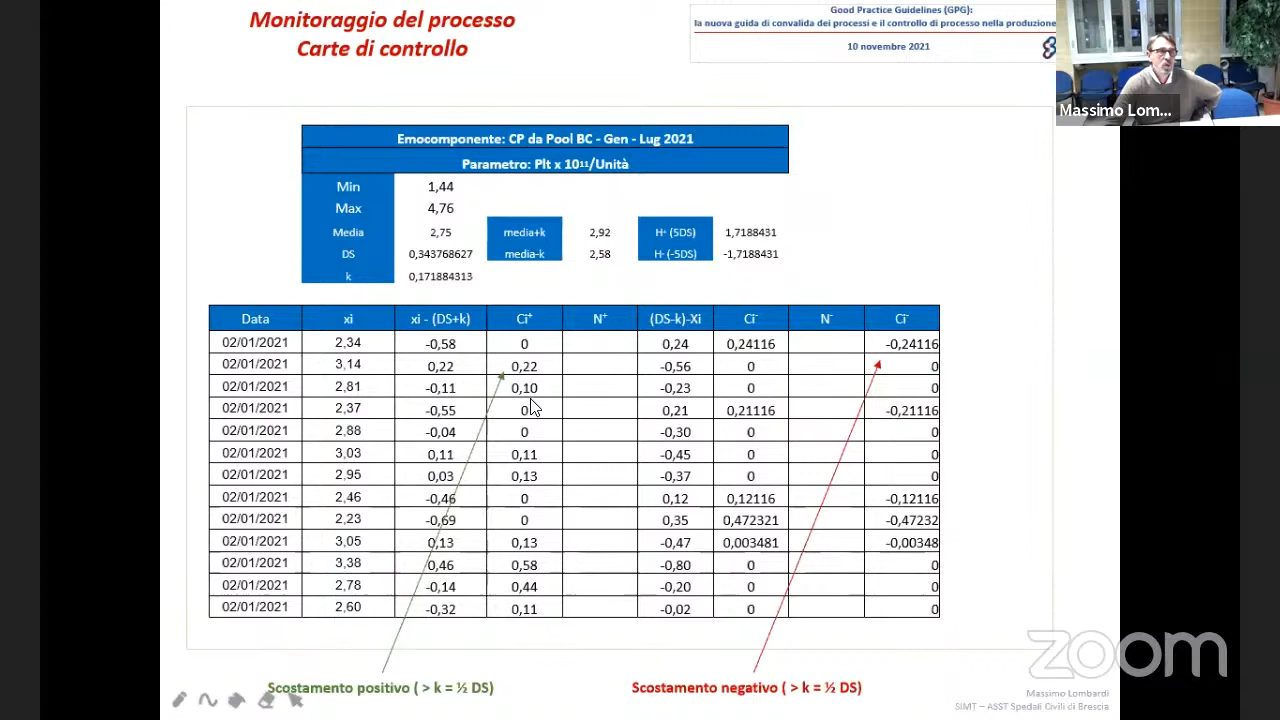 Monitoraggio del processo
Carte di controllo
Good Practice Guidelines (GPG):
la nuova guida di convalida dei processi e il controllo di processo nella produzione
10 novembre 2021
Massimo Lom...
Emocomponente: CP da Pool BC - Gen - Lug 2021
Parametro: Plt x 10¹¹/Unità
Min 1,44
Max 4,76
Media 2,75 media+k 2,92 H+ (5DS) 1,7188431
DS 0,343768627 media-k 2,58 H- (-5DS) -1,7188431
k 0,171884313
Data xi xi - (DS+k) Ci⁺ N⁺ (DS-k)-Xi Ci⁻ N⁻ Ci⁻
02/01/2021 2,34 -0,58 0 0,24 0,24116 -0,24116
02/01/2021 3,14 0,22 0,22 -0,56 0 0
02/01/2021 2,81 -0,11 0,10 -0,23 0 0
02/01/2021 2,37 -0,55 0 0,21 0,21116 -0,21116
02/01/2021 2,88 -0,04 0 -0,30 0 0
02/01/2021 3,03 0,11 0,11 -0,45 0 0
02/01/2021 2,95 0,03 0,13 -0,37 0 0
02/01/2021 2,46 -0,46 0 0,12 0,12116 -0,12116
02/01/2021 2,23 -0,69 0 0,35 0,472321 -0,47232
02/01/2021 3,05 0,13 0,13 -0,47 0,003481 -0,00348
02/01/2021 3,38 0,46 0,58 -0,80 0 0
02/01/2021 2,78 -0,14 0,44 -0,20 0 0
02/01/2021 2,60 -0,32 0,11 -0,02 0 0
Scostamento positivo ( > k = ½ DS)
Scostamento negativo ( > k = ½ DS)
zoom
Massimo Lombardi
SIMT – ASST Spedali Civili di Brescia